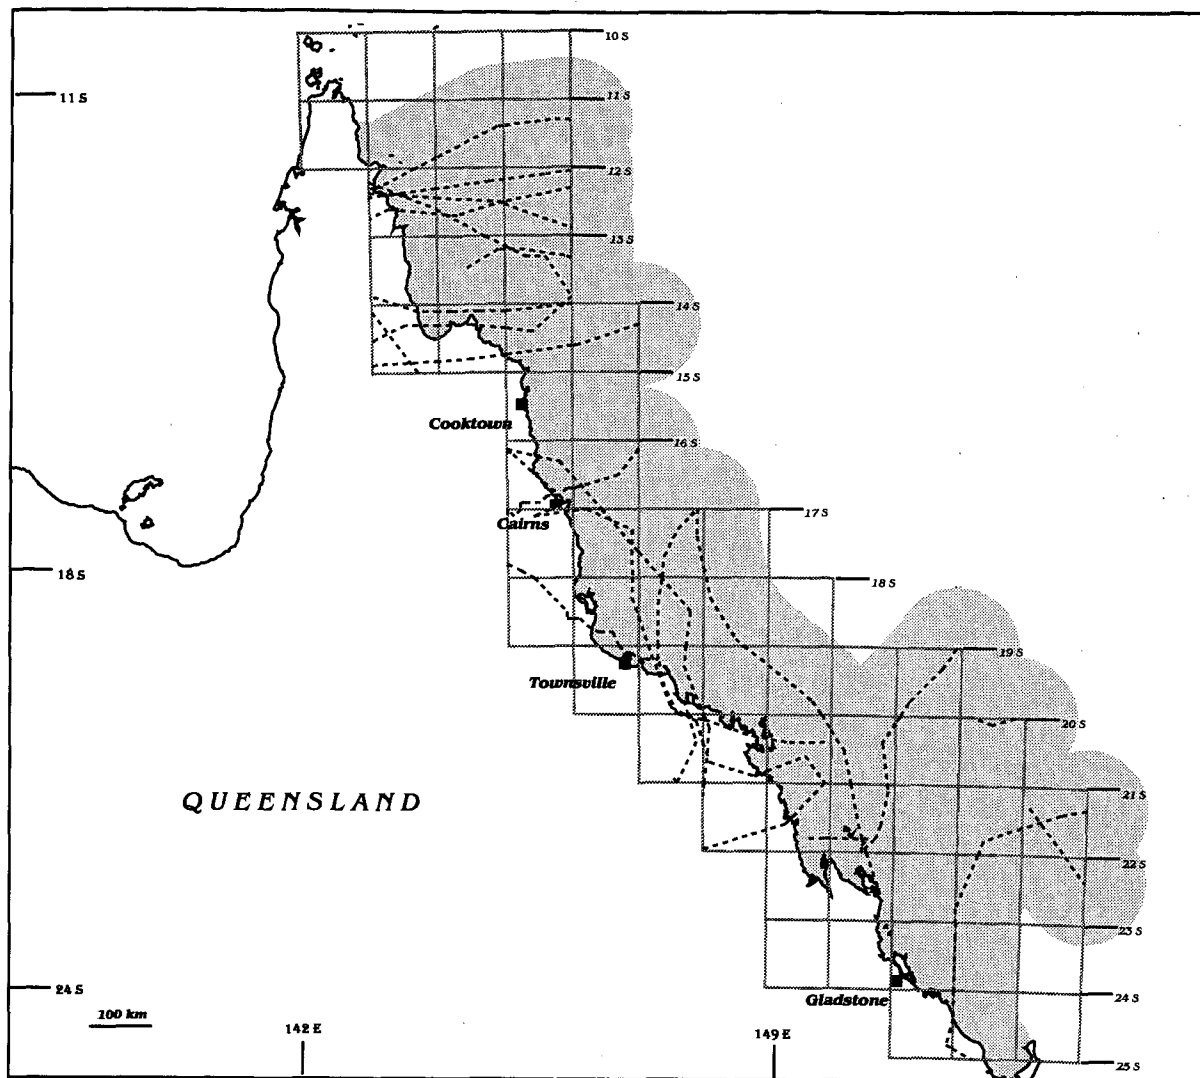 10 S
11 S
11 S
12 S
13 S
14 S
15 S
Cooktown
16 S
Cairns
17 S
18 S
18 S
19 S
Townsville
20 S
QUEENSLAND
21 S
22 S
23 S
24 S
Gladstone
24 S
100 km
142 E
149 E
25 S